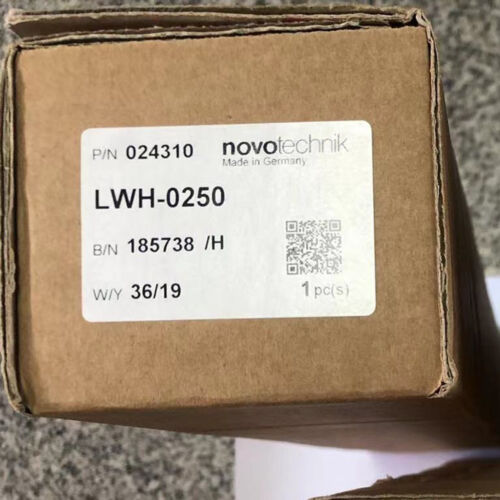 P/N 024310 novotechnik
Made in Germany
LWH-0250
B/N 185738 /H
W/Y 36/19 1 pc(s)